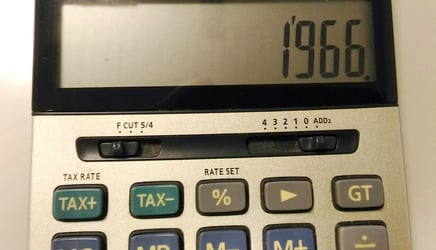 1'966.
F CUT 5/4
4 3 2 1 0 ADD₂
TAX RATE
RATE SET
TAX+
TAX−
%
▶
GT
M−
M+
÷